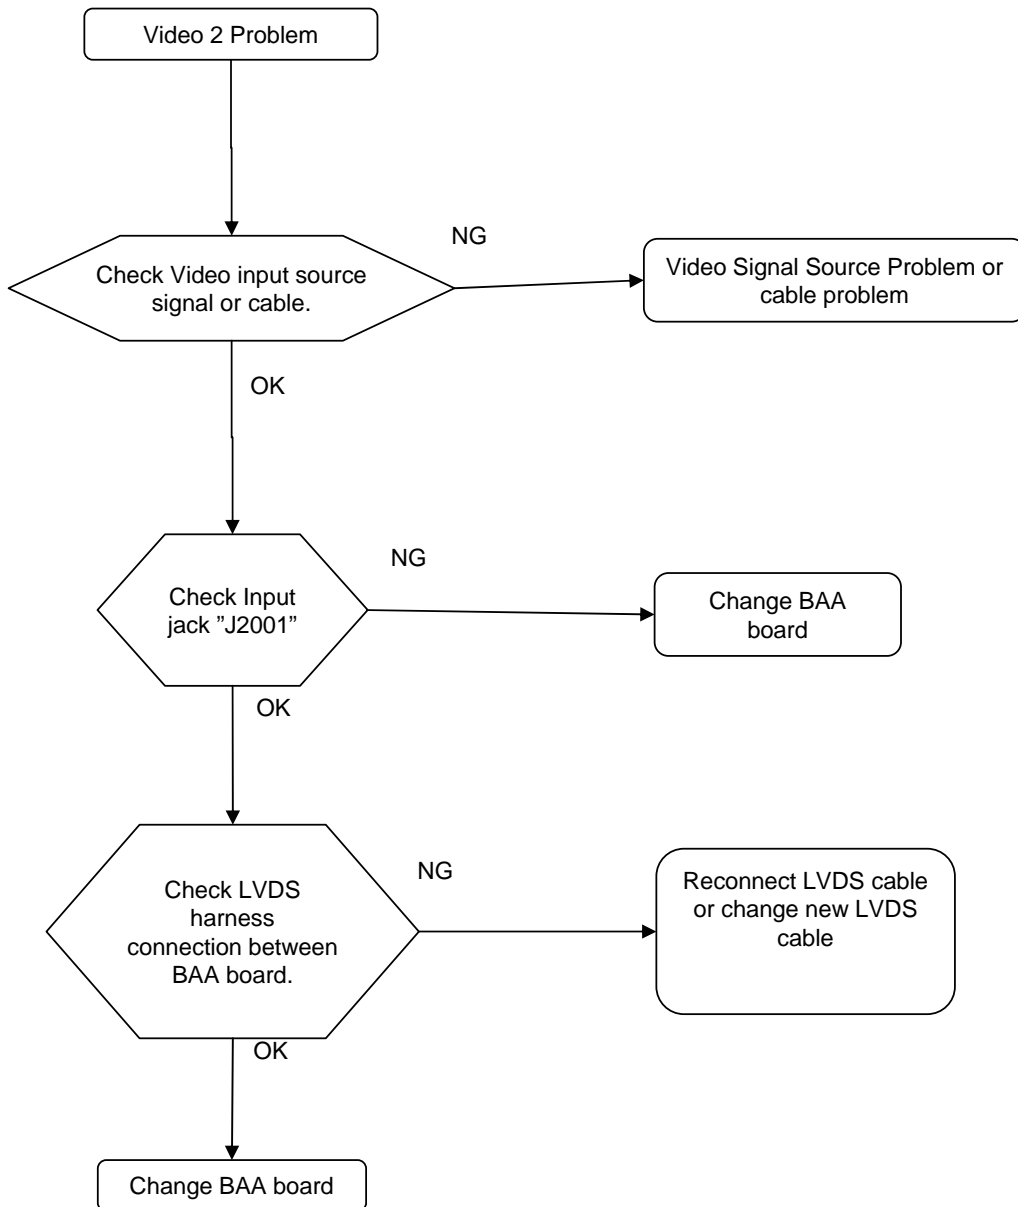 Video 2 Problem
NG
Check Video input source
signal or cable.
Video Signal Source Problem or
cable problem
OK
NG
Check Input
jack ”J2001”
Change BAA
board
OK
NG
Check LVDS
harness
connection between
BAA board.
Reconnect LVDS cable
or change new LVDS
cable
OK
Change BAA board